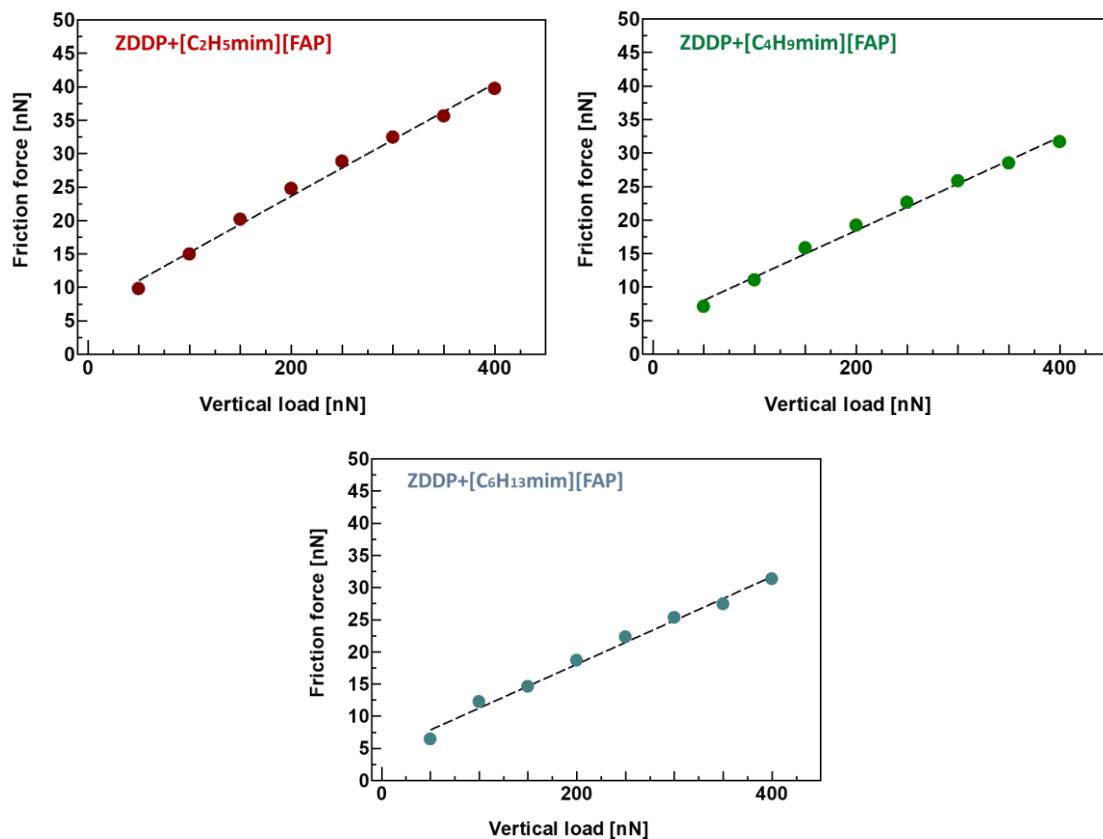 ZDDP+[C₂H₅mim][FAP]
Friction force [nN]
50
45
40
35
30
25
20
15
10
5
0
0 200 400
Vertical load [nN]
ZDDP+[C₄H₉mim][FAP]
Friction force [nN]
50
45
40
35
30
25
20
15
10
5
0
0 200 400
Vertical load [nN]
ZDDP+[C₆H₁₃mim][FAP]
Friction force [nN]
50
45
40
35
30
25
20
15
10
5
0
0 200 400
Vertical load [nN]